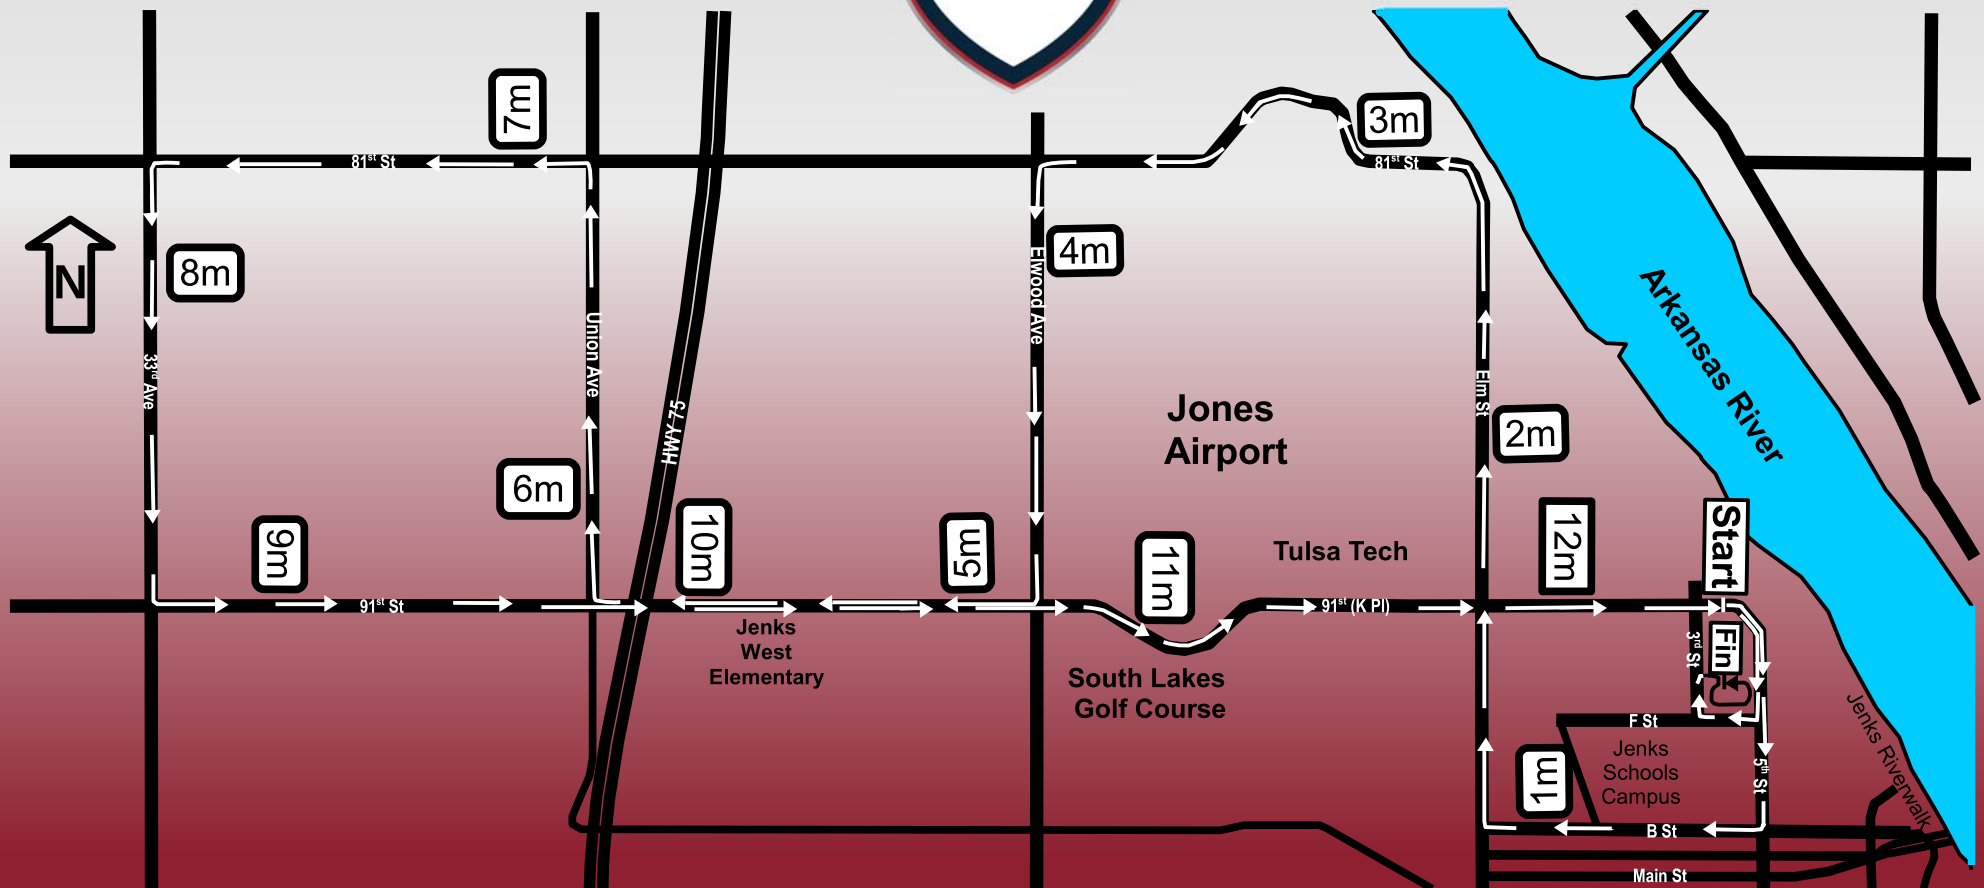 7m
3m
81st St
81st St
4m
8m
N
Elwood Ave
Union Ave
33rd Ave
HWY 75
Elm St
Arkansas River
Jones
Airport
2m
6m
9m
10m
5m
11m
Tulsa Tech
12m
Start
91st St
91st (K Pl)
Jenks
West
Elementary
3rd St
Fin
South Lakes
Golf Course
F St
Jenks
Schools
Campus
1m
5th St
Jenks Riverwalk
B St
Main St